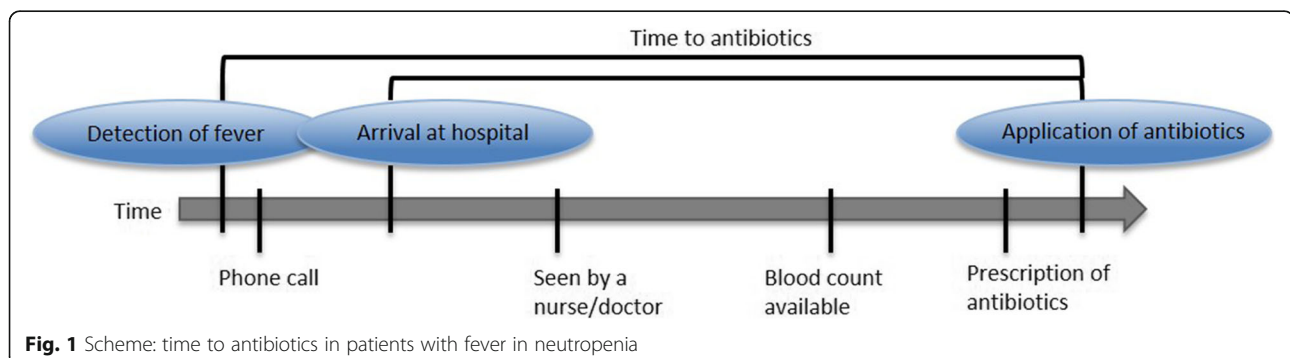 Time to antibiotics
Detection of fever
Arrival at hospital
Application of antibiotics
Time
Phone call
Seen by a
nurse/doctor
Blood count
available
Prescription of
antibiotics
Fig. 1 Scheme: time to antibiotics in patients with fever in neutropenia